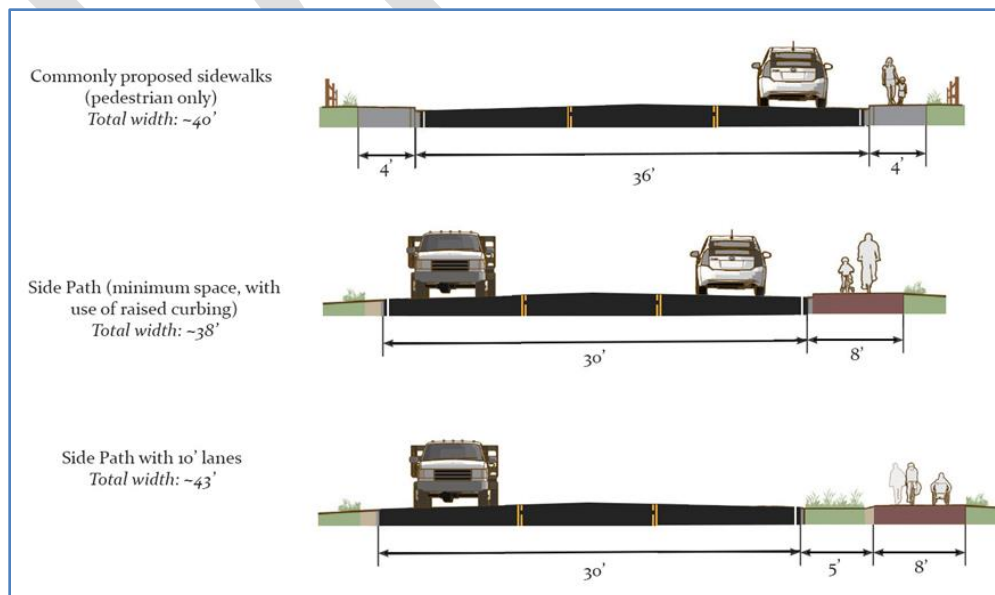 Commonly proposed sidewalks
(pedestrian only)
Total width: ~40’
4’
36’
4’
Side Path (minimum space, with
use of raised curbing)
Total width: ~38’
30’
8’
Side Path with 10’ lanes
Total width: ~43’
30’
5’
8’